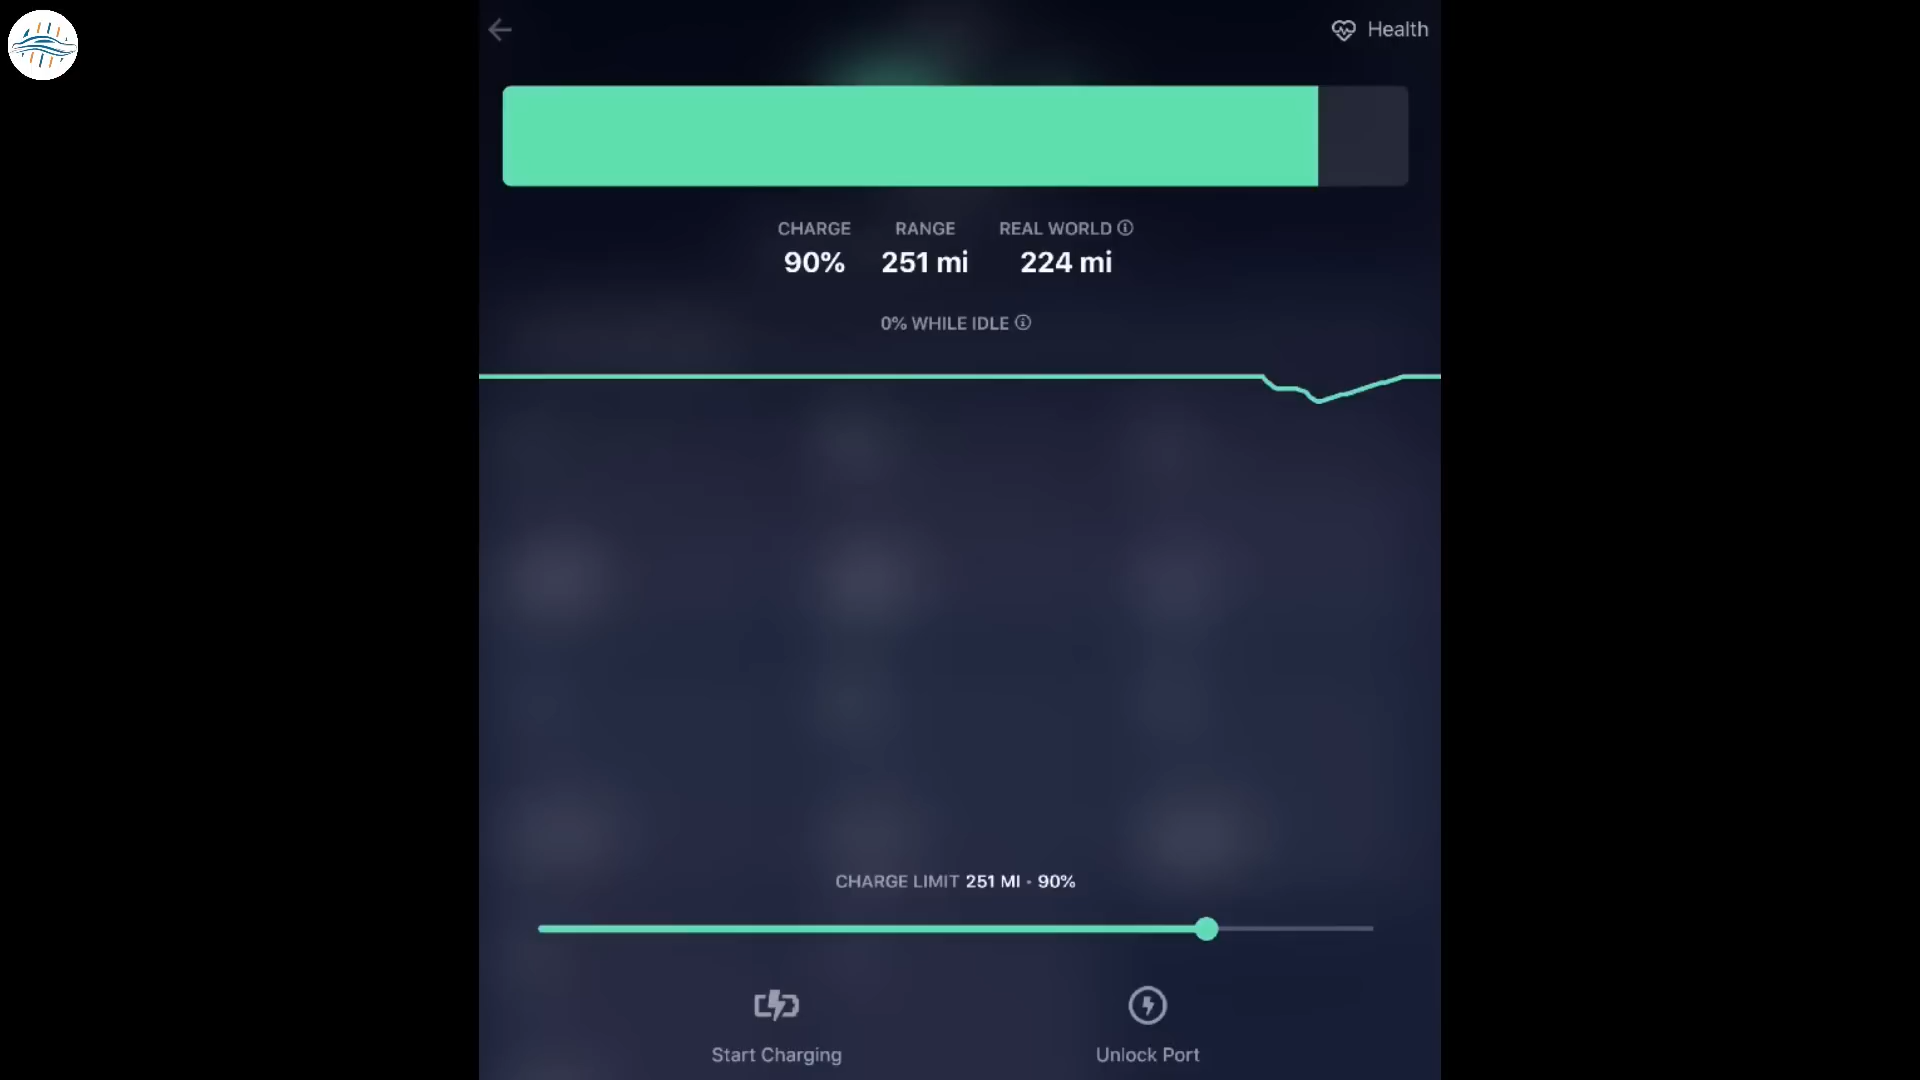 Health
CHARGE RANGE REAL WORLD
90% 251 mi 224 mi
0% WHILE IDLE
CHARGE LIMIT 251 MI - 90%
Start Charging Unlock Port